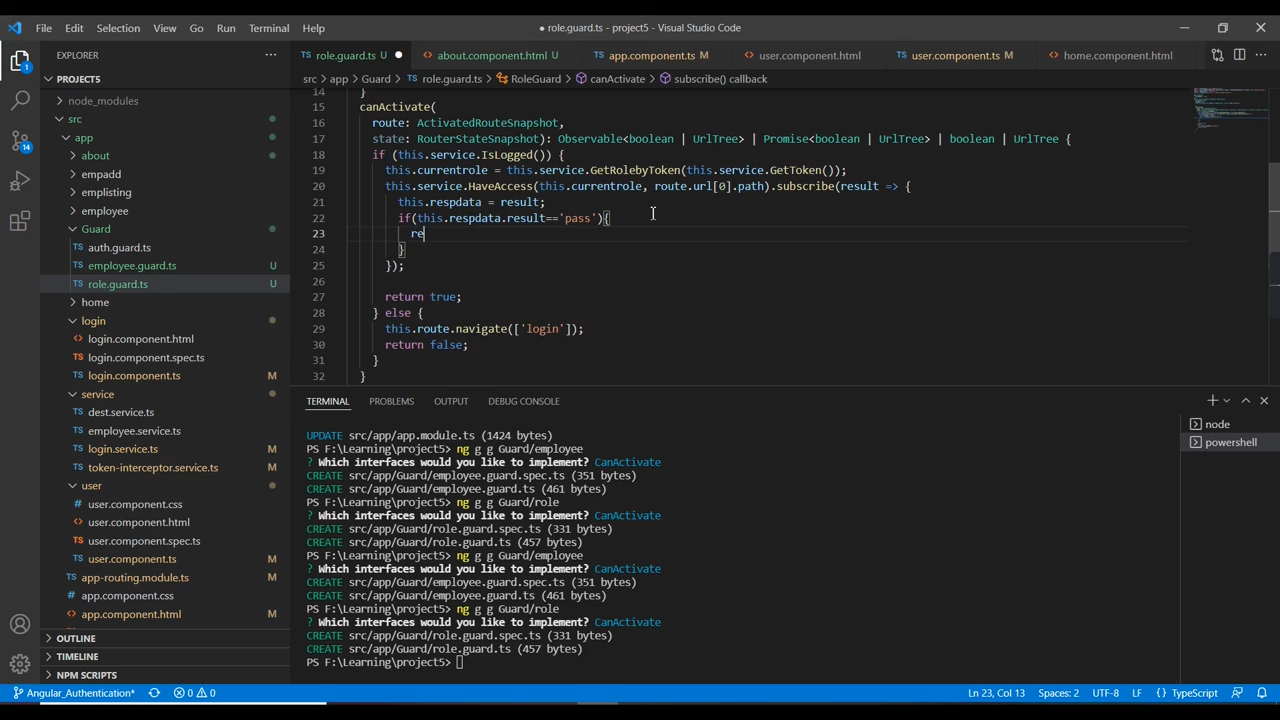 File Edit Selection View Go Run Terminal Help
● role.guard.ts - project5 - Visual Studio Code
EXPLORER ···
TS role.guard.ts U ●
<> about.component.html U
TS app.component.ts M
<> user.component.html
TS user.component.ts M
<> home.component.html
···
src > app > Guard > TS role.guard.ts > RoleGuard > canActivate > subscribe() callback
PROJECTS
node_modules
src
app
about
empadd
emplisting
employee
Guard
TS auth.guard.ts
TS employee.guard.ts U
TS role.guard.ts U
home
login
<> login.component.html
TS login.component.spec.ts
TS login.component.ts M
service
TS dest.service.ts
TS employee.service.ts
TS login.service.ts M
TS token-interceptor.service.ts M
user
user.component.css
<> user.component.html
TS user.component.spec.ts
TS user.component.ts M
TS app-routing.module.ts M
app.component.css
<> app.component.html M
OUTLINE
TIMELINE
NPM SCRIPTS
1
14
14 }
15 canActivate(
16 route: ActivatedRouteSnapshot,
17 state: RouterStateSnapshot): Observable<boolean | UrlTree> | Promise<boolean | UrlTree> | boolean | UrlTree {
18 if (this.service.IsLogged()) {
19 this.currentrole = this.service.GetRolebyToken(this.service.GetToken());
20 this.service.HaveAccess(this.currentrole, route.url[0].path).subscribe(result => {
21 this.respdata = result;
22 if(this.respdata.result=='pass'){
23 re
24 }
25 });
26
27 return true;
28 } else {
29 this.route.navigate(['login']);
30 return false;
31 }
32 }
TERMINAL PROBLEMS OUTPUT DEBUG CONSOLE
UPDATE src/app/app.module.ts (1424 bytes)
PS F:\Learning\project5> ng g g Guard/employee
? Which interfaces would you like to implement? CanActivate
CREATE src/app/Guard/employee.guard.spec.ts (351 bytes)
CREATE src/app/Guard/employee.guard.ts (461 bytes)
PS F:\Learning\project5> ng g g Guard/role
? Which interfaces would you like to implement? CanActivate
CREATE src/app/Guard/role.guard.spec.ts (331 bytes)
CREATE src/app/Guard/role.guard.ts (457 bytes)
PS F:\Learning\project5> ng g g Guard/employee
? Which interfaces would you like to implement? CanActivate
CREATE src/app/Guard/employee.guard.spec.ts (351 bytes)
CREATE src/app/Guard/employee.guard.ts (461 bytes)
PS F:\Learning\project5> ng g g Guard/role
? Which interfaces would you like to implement? CanActivate
CREATE src/app/Guard/role.guard.spec.ts (331 bytes)
CREATE src/app/Guard/role.guard.ts (457 bytes)
PS F:\Learning\project5>
node
powershell
Angular_Authentication* 0 0 Ln 23, Col 13 Spaces: 2 UTF-8 LF {} TypeScript